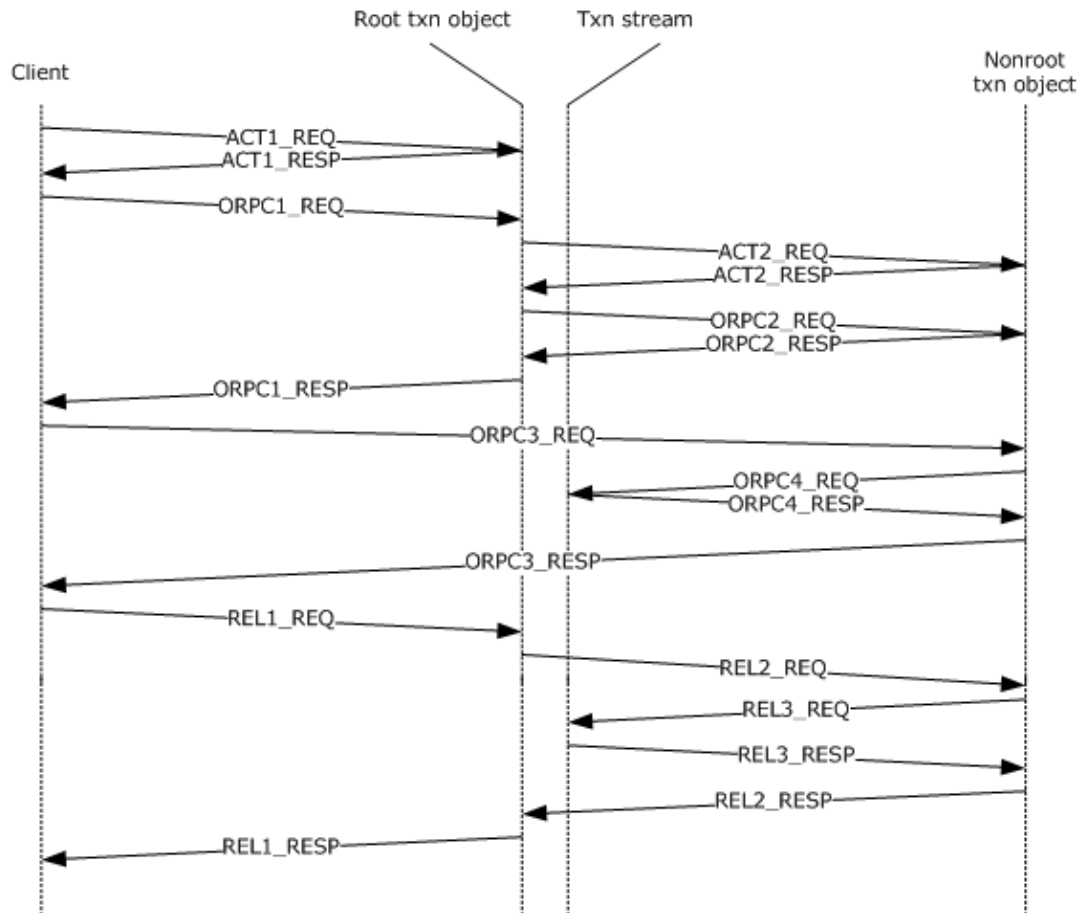 Root txn object
Txn stream
Client
Nonroot
txn object
ACT1_REQ
ACT1_RESP
ORPC1_REQ
ACT2_REQ
ACT2_RESP
ORPC2_REQ
ORPC2_RESP
ORPC1_RESP
ORPC3_REQ
ORPC4_REQ
ORPC4_RESP
ORPC3_RESP
REL1_REQ
REL2_REQ
REL3_REQ
REL3_RESP
REL2_RESP
REL1_RESP